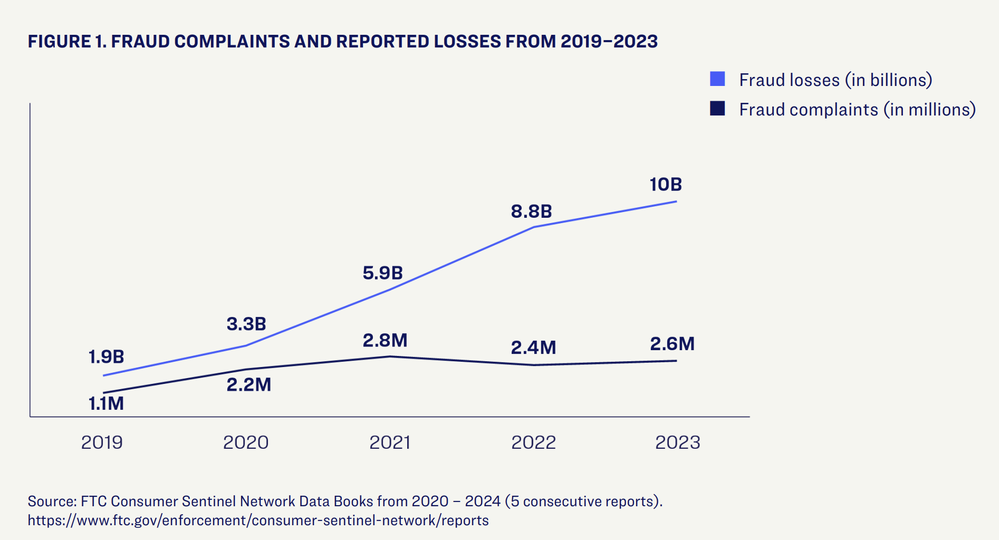 FIGURE 1. FRAUD COMPLAINTS AND REPORTED LOSSES FROM 2019–2023
Fraud losses (in billions)
Fraud complaints (in millions)
10B
8.8B
5.9B
3.3B
2.8M
2.4M
2.6M
1.9B
2.2M
1.1M
2019 2020 2021 2022 2023
Source: FTC Consumer Sentinel Network Data Books from 2020 – 2024 (5 consecutive reports).
https://www.ftc.gov/enforcement/consumer-sentinel-network/reports